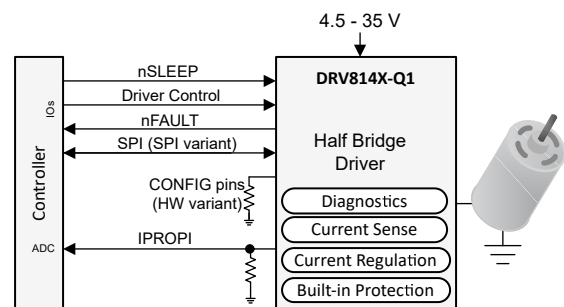 4.5 - 35 V
nSLEEP
DRV814X-Q1
Driver Control
IOs
nFAULT
SPI (SPI variant)
Half Bridge
Driver
Controller
CONFIG pins
(HW variant)
Diagnostics
Current Sense
ADC
IPROPI
Current Regulation
Built-in Protection